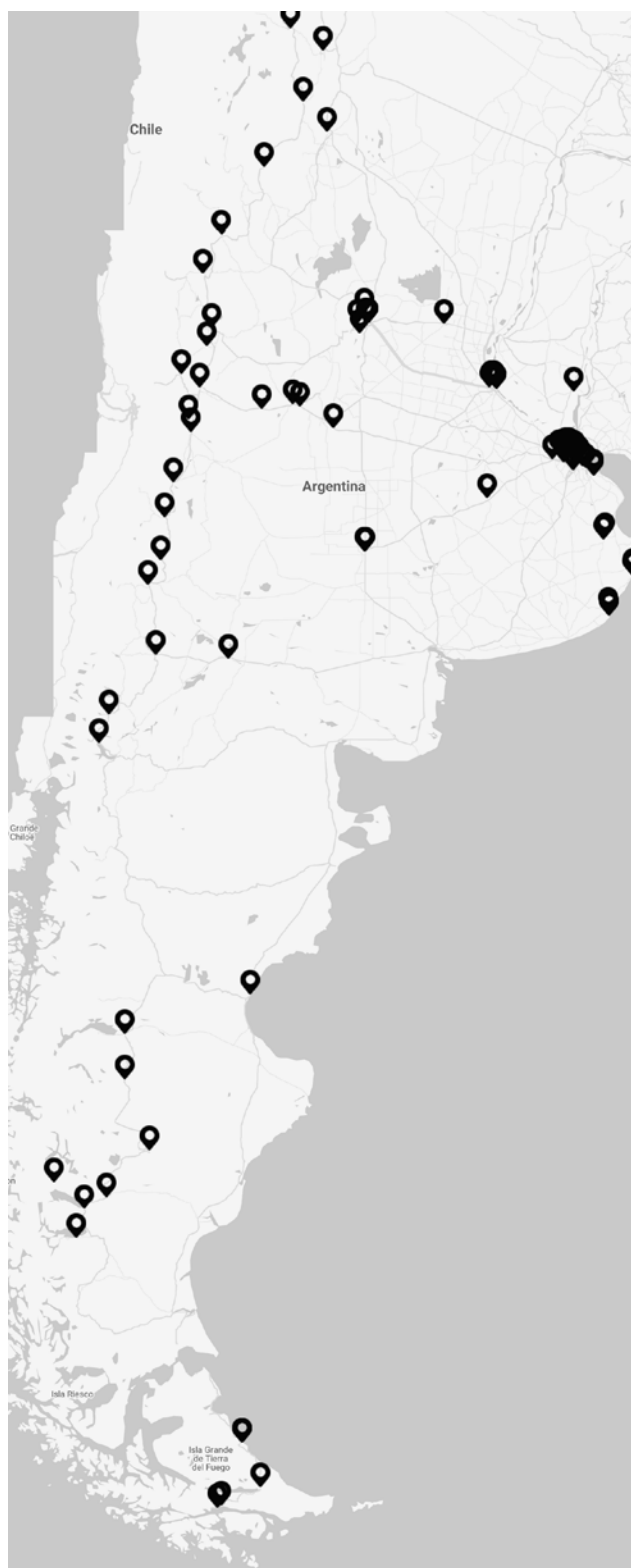 Chile
Argentina
Grande
Chiloé
Isla Riesco
Isla Grande
de Tierra
del Fuego